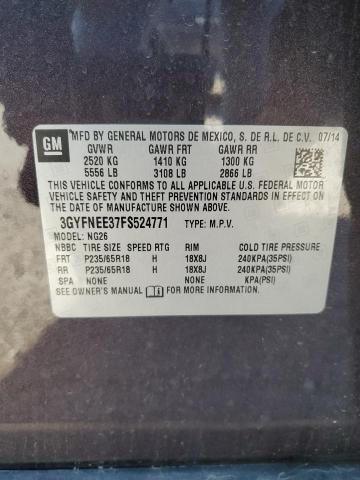 GM
MFD BY GENERAL MOTORS DE MEXICO, S. DE R.L. DE C.V. 07/14
GVWR GAWR FRT GAWR RR
2520 KG 1410 KG 1300 KG
5556 LB 3108 LB 2866 LB
THIS VEHICLE CONFORMS TO ALL APPLICABLE U.S. FEDERAL MOTOR
VEHICLE SAFETY AND THEFT PREVENTION STANDARDS IN EFFECT ON THE
DATE OF MANUFACTURE SHOWN ABOVE.
3GYFNEE37FS524771 TYPE: M.P.V.
MODEL: NG26
NBBC TIRE SIZE SPEED RTG RIM COLD TIRE PRESSURE
FRT P235/65R18 H 18X8J 240KPA(35PSI)
RR P235/65R18 H 18X8J 240KPA(35PSI)
SPA NONE NONE KPA(PSI)
SEE OWNER'S MANUAL FOR ADDITIONAL INFORMATION.